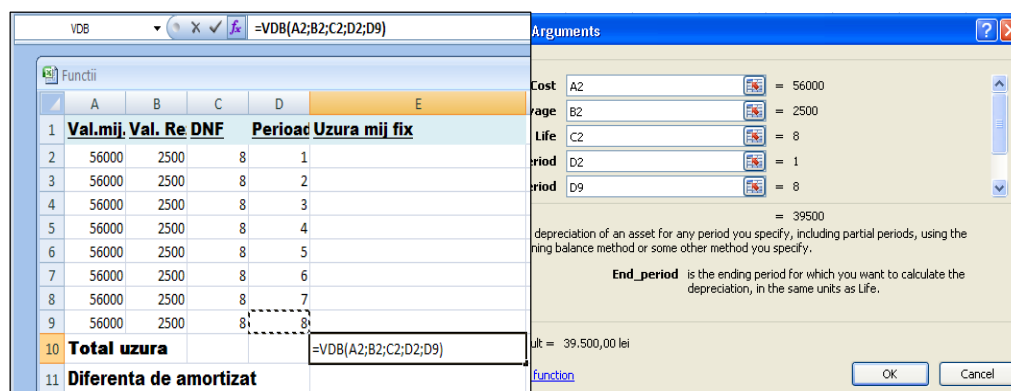 VDB =VDB(A2;B2;C2;D2;D9)
Functii
A B C D E
1 Val.mij. Val. Re DNF Perioad Uzura mij fix
2 56000 2500 8 1
3 56000 2500 8 2
4 56000 2500 8 3
5 56000 2500 8 4
6 56000 2500 8 5
7 56000 2500 8 6
8 56000 2500 8 7
9 56000 2500 8 8
10 Total uzura =VDB(A2;B2;C2;D2;D9)
11 Diferenta de amortizat
Arguments
Cost A2 = 56000
vage B2 = 2500
Life C2 = 8
eriod D2 = 1
riod D9 = 8
= 39500
depreciation of an asset for any period you specify, including partial periods, using the
ning balance method or some other method you specify.
End_period is the ending period for which you want to calculate the
depreciation, in the same units as Life.
ult = 39.500,00 lei
function OK Cancel